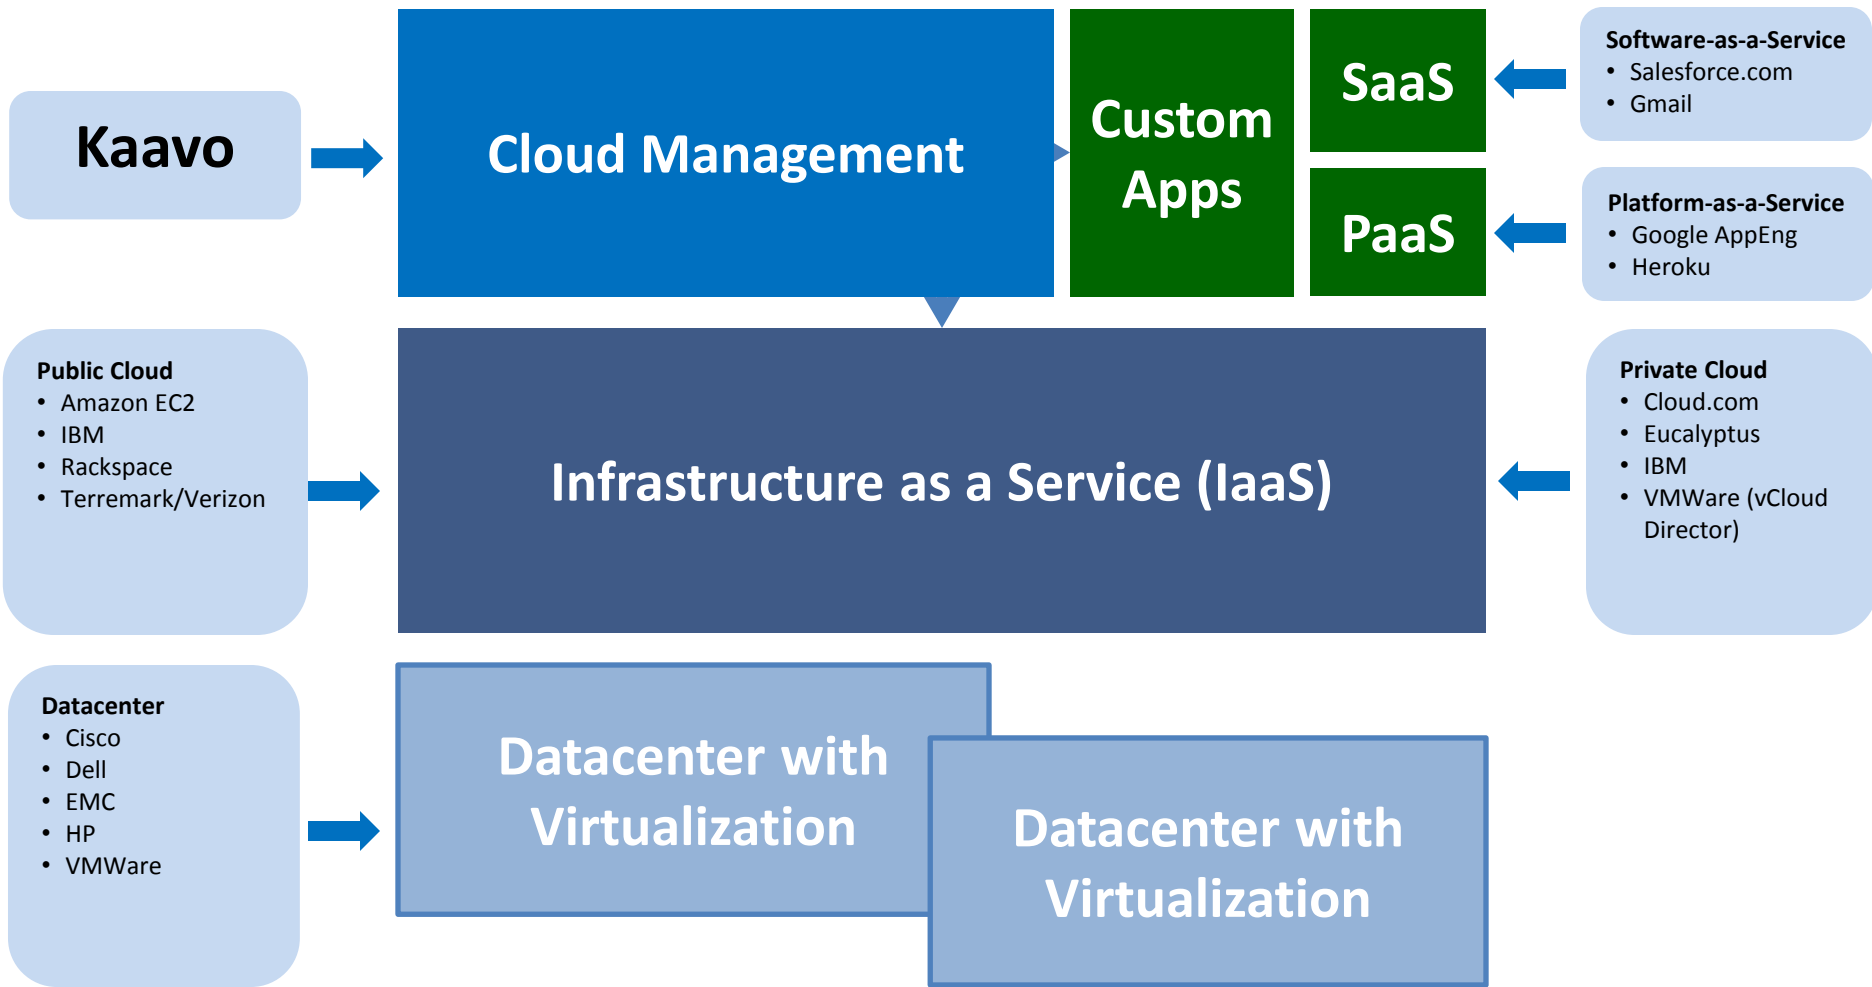 Kaavo
Cloud Management
Custom
Apps
SaaS
PaaS
Software-as-a-Service
• Salesforce.com
• Gmail
Platform-as-a-Service
• Google AppEng
• Heroku
Public Cloud
• Amazon EC2
• IBM
• Rackspace
• Terremark/Verizon
Infrastructure as a Service (IaaS)
Private Cloud
• Cloud.com
• Eucalyptus
• IBM
• VMWare (vCloud
Director)
Datacenter
• Cisco
• Dell
• EMC
• HP
• VMWare
Datacenter with
Virtualization
Datacenter with
Virtualization